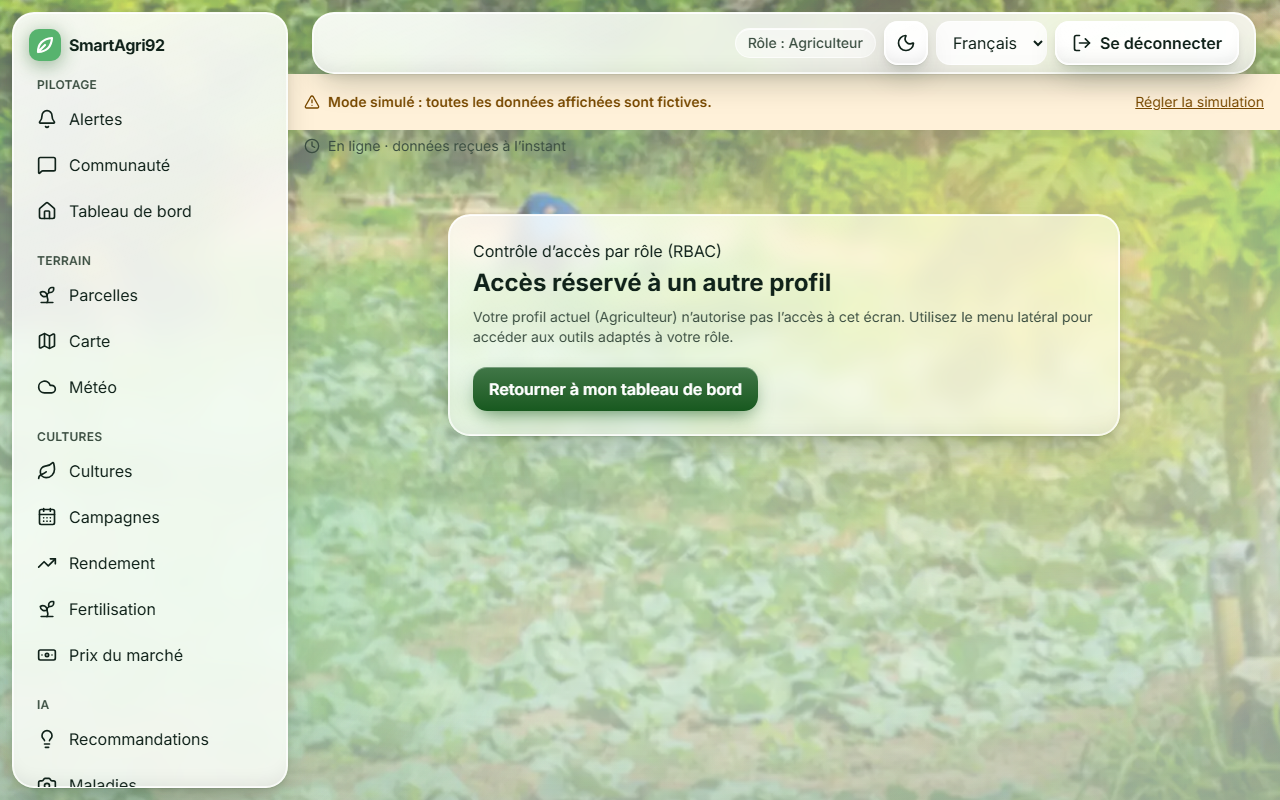 SmartAgri92
PILOTAGE
Alertes
Communauté
Tableau de bord
TERRAIN
Parcelles
Carte
Météo
CULTURES
Cultures
Campagnes
Rendement
Fertilisation
Prix du marché
IA
Recommandations
Maladies
Rôle : Agriculteur
Français
Se déconnecter
Mode simulé : toutes les données affichées sont fictives.
Régler la simulation
En ligne · données reçues à l’instant
Contrôle d’accès par rôle (RBAC)
Accès réservé à un autre profil
Votre profil actuel (Agriculteur) n’autorise pas l’accès à cet écran. Utilisez le menu latéral pour
accéder aux outils adaptés à votre rôle.
Retourner à mon tableau de bord